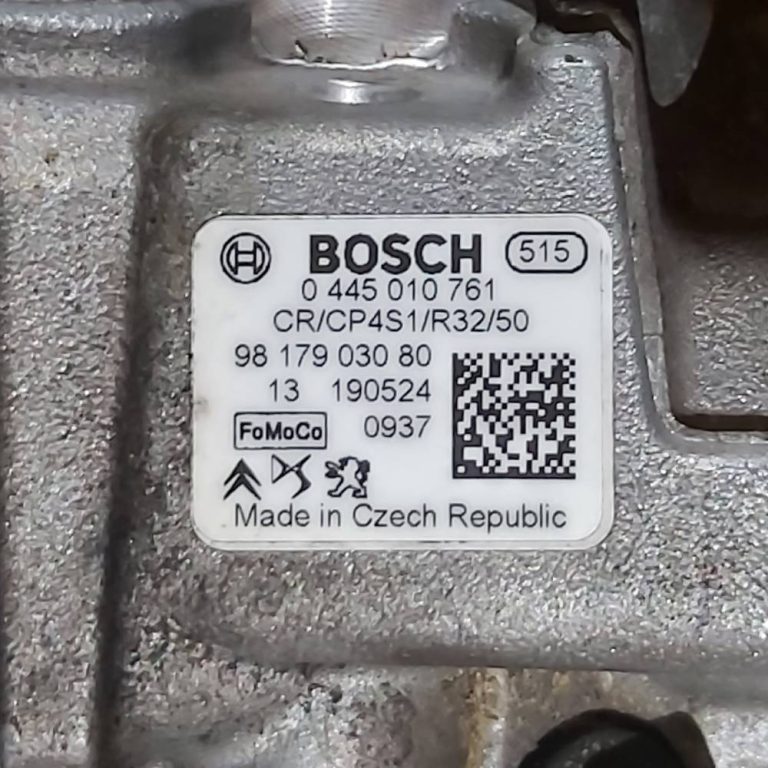 BOSCH 515
0 445 010 761
CR/CP4S1/R32/50
98 179 030 80
13 190524
FoMoCo 0937
Made in Czech Republic